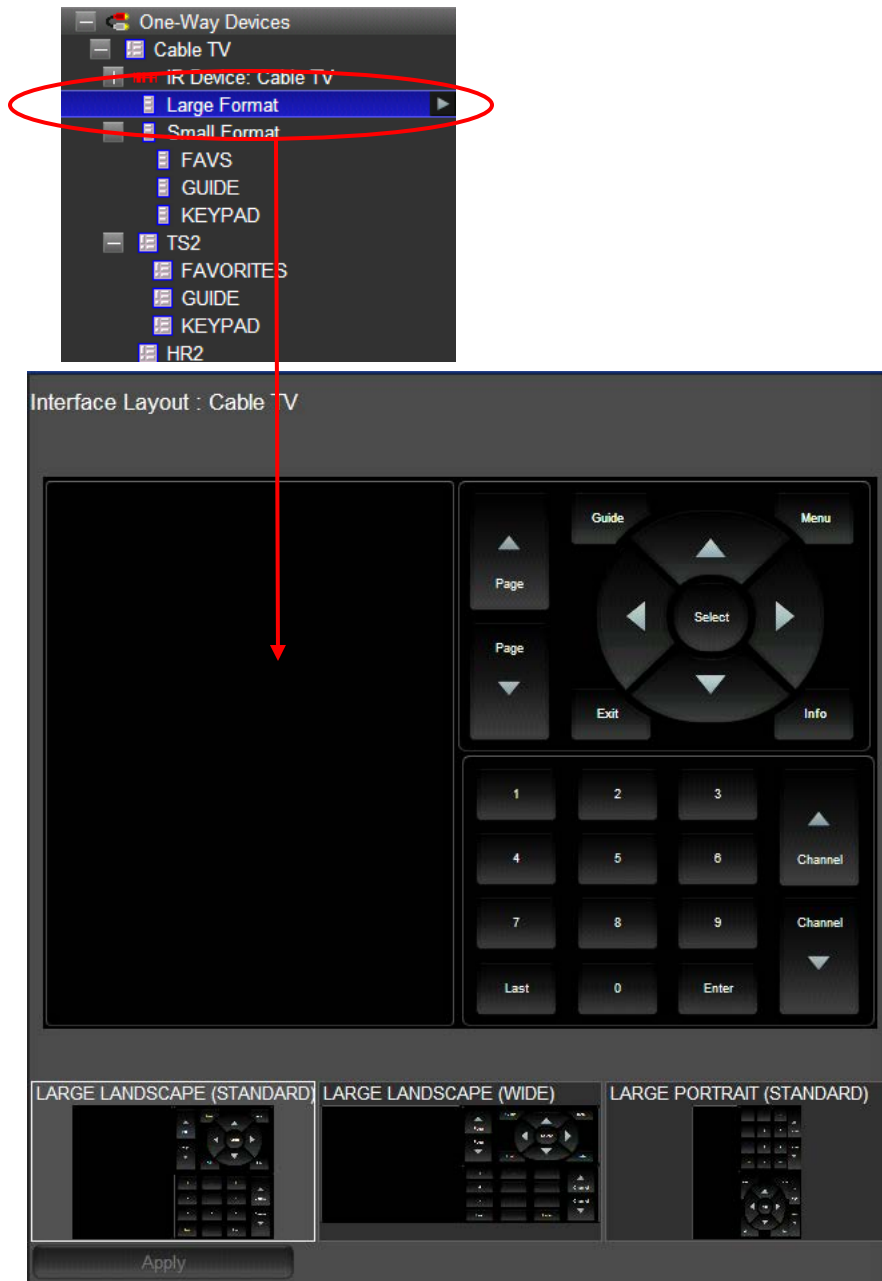 One-Way Devices
Cable TV
IR Device: Cable TV
Large Format
Small Format
FAVS
GUIDE
KEYPAD
TS2
FAVORITES
GUIDE
KEYPAD
HR2
Interface Layout : Cable TV
Guide
Menu
Page
Select
Page
Exit
Info
1 2 3
4 5 6 Channel
7 8 9 Channel
Last 0 Enter
LARGE LANDSCAPE (STANDARD) LARGE LANDSCAPE (WIDE) LARGE PORTRAIT (STANDARD)
Apply